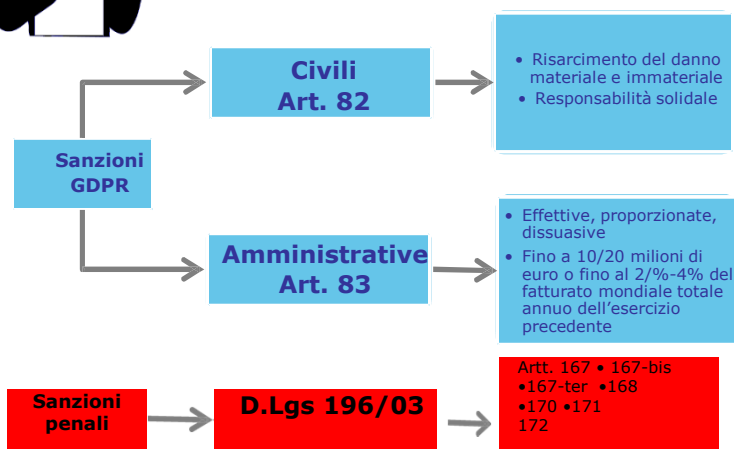 Civili
Art. 82
• Risarcimento del danno
materiale e immateriale
• Responsabilità solidale
Sanzioni
GDPR
Amministrative
Art. 83
• Effettive, proporzionate,
dissuasive
• Fino a 10/20 milioni di
euro o fino al 2/%-4% del
fatturato mondiale totale
annuo dell’esercizio
precedente
Sanzioni
penali
D.Lgs 196/03
Artt. 167 • 167-bis
•167-ter •168
•170 •171
172